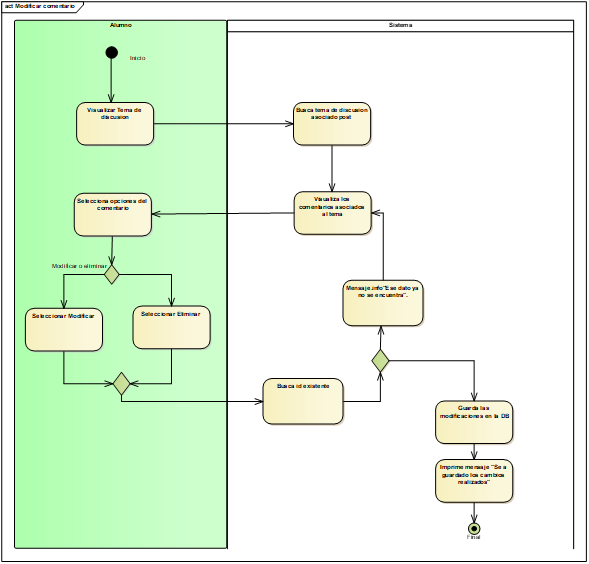 act Modificar comentario
Alumno
Sistema
Inicio
Visualizar Tema de
discusion
Busca tema de discusion
asociado post
Selecciona opciones del
comentario
Visualiza los
comentarios asociados
al tema
Modificar o eliminar
Mensaje.info"Ese dato ya
no se encuentra".
Seleccionar Modificar
Seleccionar Eliminar
Busca id existente
Guarda las
modificaciones en la DB
Imprime mensaje "Se a
guardado los cambios
realizados"
Final